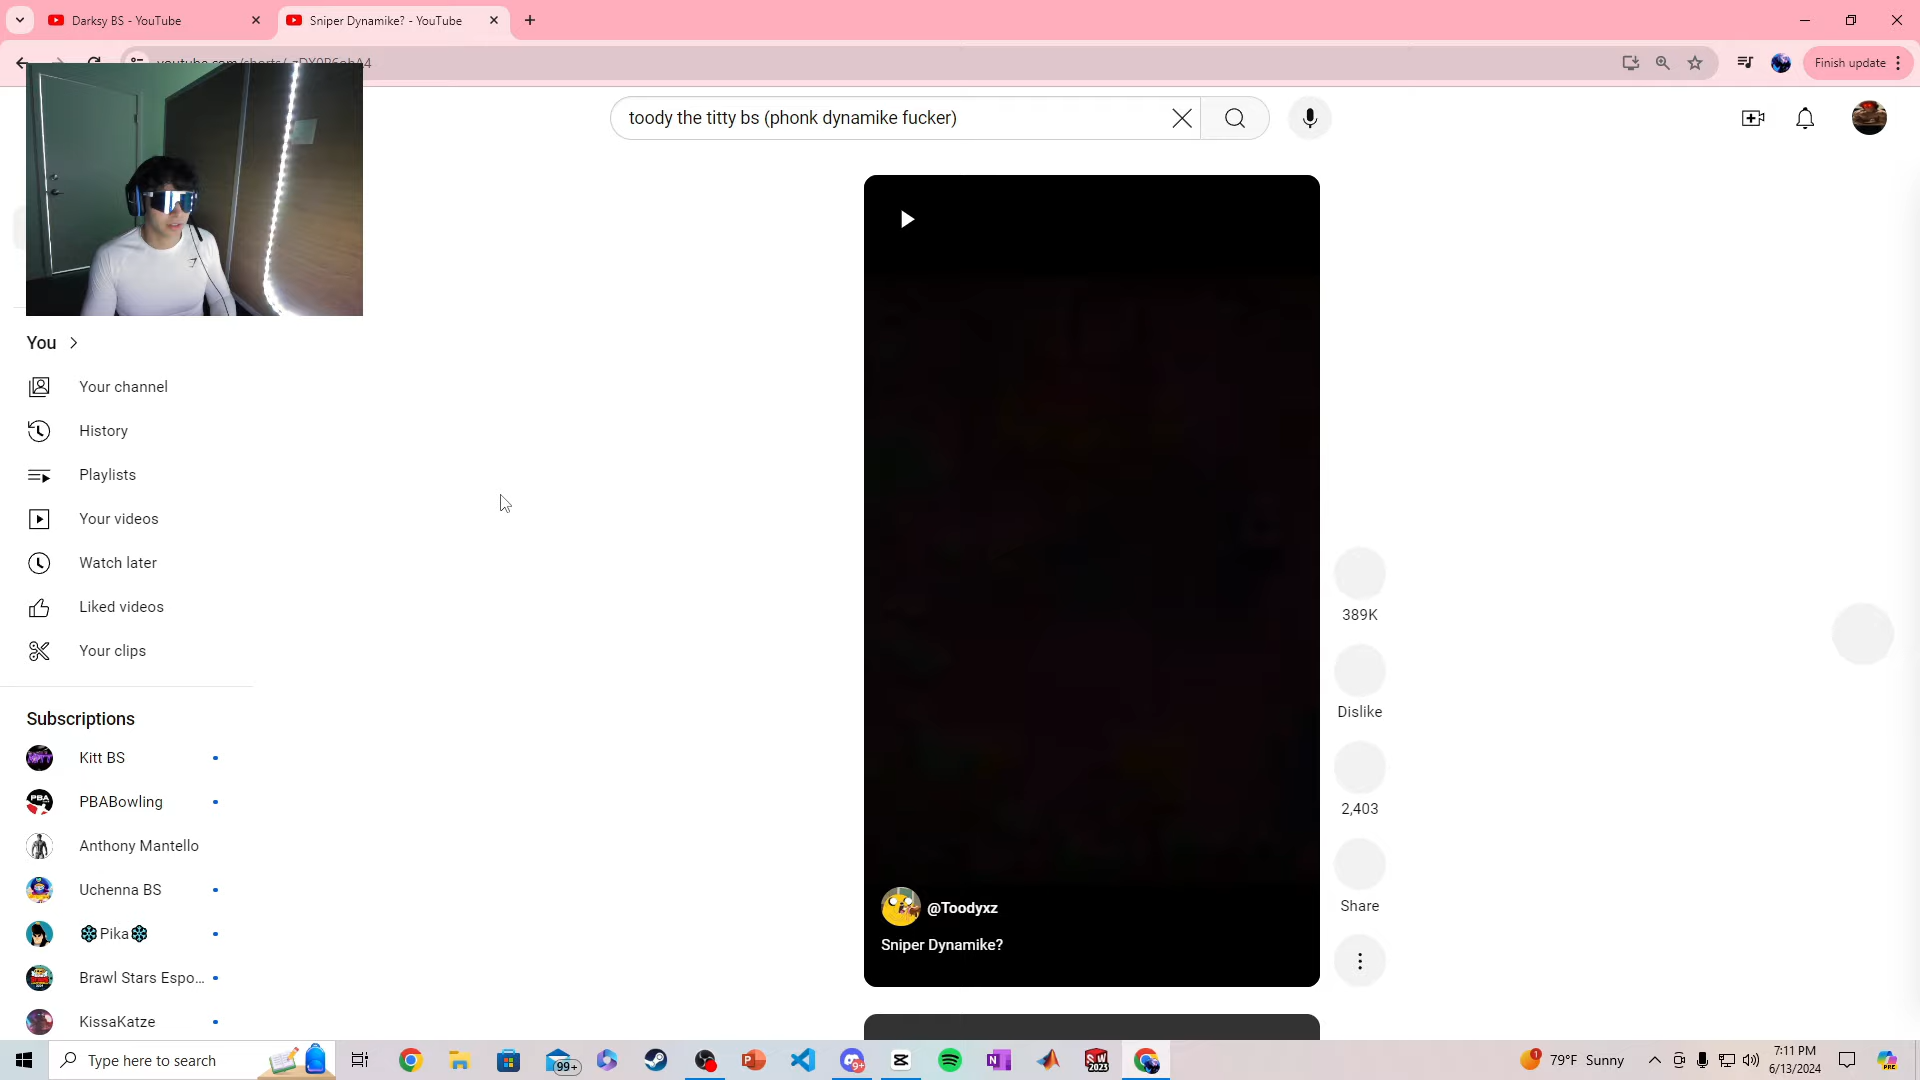 Darksy BS - YouTube
Sniper Dynamike? - YouTube
Finish update
toody the titty bs (phonk dynamike fucker)
You
Your channel
History
Playlists
Your videos
Watch later
Liked videos
Your clips
Subscriptions
Kitt BS
PBABowling
Anthony Mantello
Uchenna BS
Pika
Brawl Stars Espo...
KissaKatze
389K
Dislike
2,403
Share
@Toodyxz
Sniper Dynamike?
Type here to search
99+
79°F Sunny
7:11 PM
6/13/2024